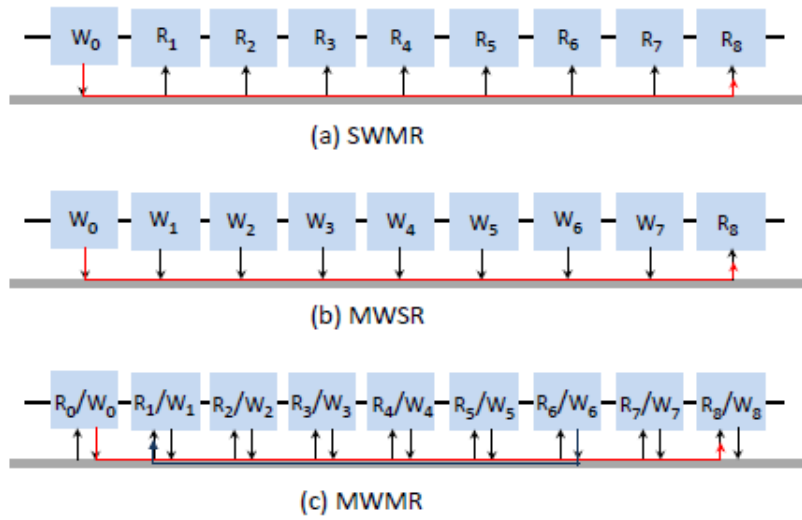 W₀ R₁ R₂ R₃ R₄ R₅ R₆ R₇ R₈
(a) SWMR
W₀ W₁ W₂ W₃ W₄ W₅ W₆ W₇ R₈
(b) MWSR
R₀/W₀ R₁/W₁ R₂/W₂ R₃/W₃ R₄/W₄ R₅/W₅ R₆/W₆ R₇/W₇ R₈/W₈
(c) MWMR